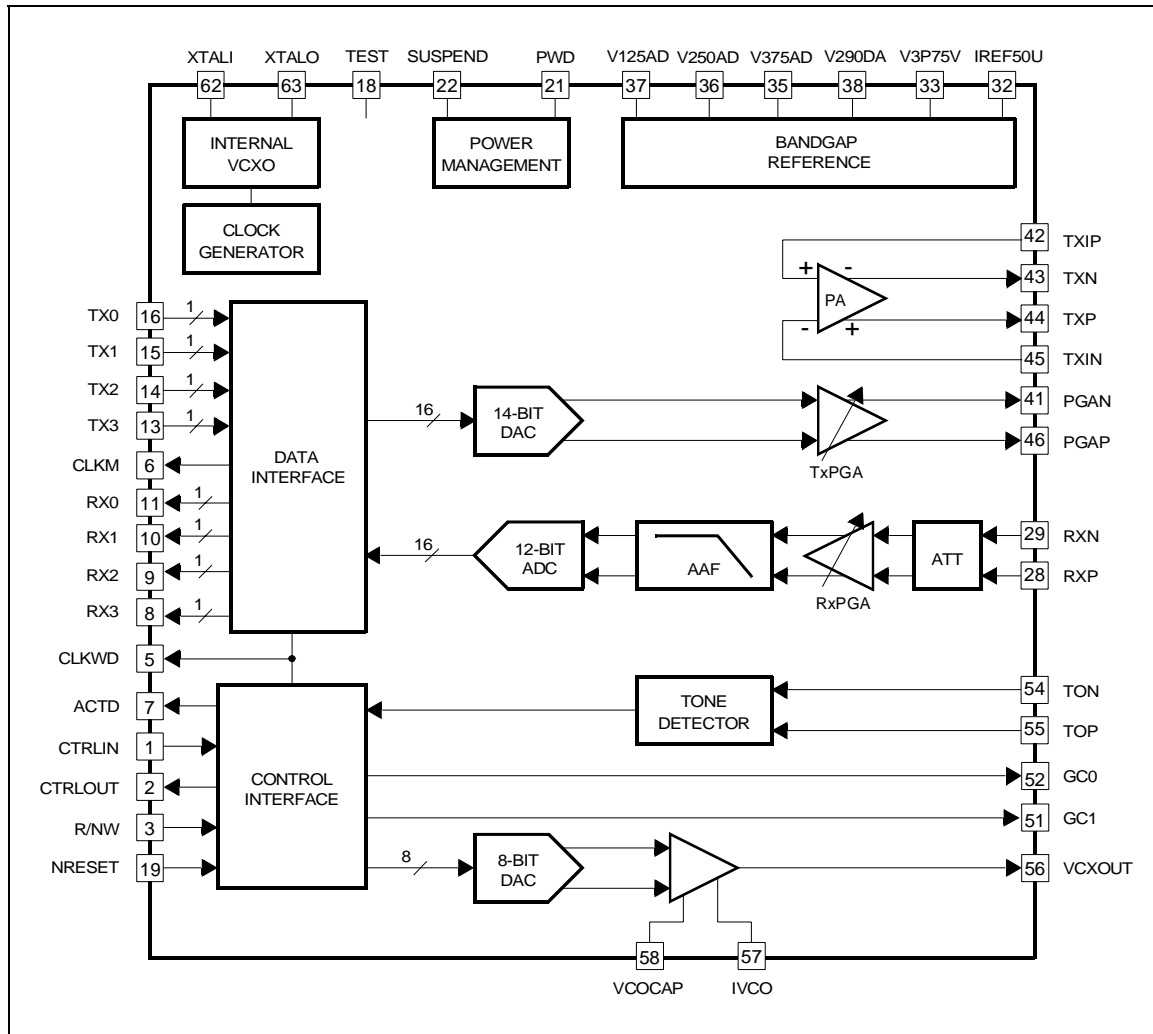 XTALI XTALO TEST SUSPEND PWD V125AD V250AD V375AD V290DA V3P75V IREF50U
62 63 18 22 21 37 36 35 38 33 32
INTERNAL
VCXO
POWER
MANAGEMENT
BANDGAP
REFERENCE
CLOCK
GENERATOR
42 TXIP
+ -
PA
43 TXN
- +
44 TXP
45 TXIN
TX0 16 1
TX1 15 1
TX2 14 1
TX3 13 1
CLKM 6
RX0 11 1
RX1 10 1
RX2 9 1
RX3 8 1
DATA
INTERFACE
16
14-BIT
DAC
TxPGA
41 PGAN
46 PGAP
16
12-BIT
ADC
AAF
RxPGA
ATT
29 RXN
28 RXP
CLKWD 5
ACTD 7
CTRLIN 1
CTRLOUT 2
R/NW 3
NRESET 19
CONTROL
INTERFACE
TONE
DETECTOR
54 TON
55 TOP
52 GC0
51 GC1
8
8-BIT
DAC
56 VCXOUT
58 57
VCOCAP IVCO